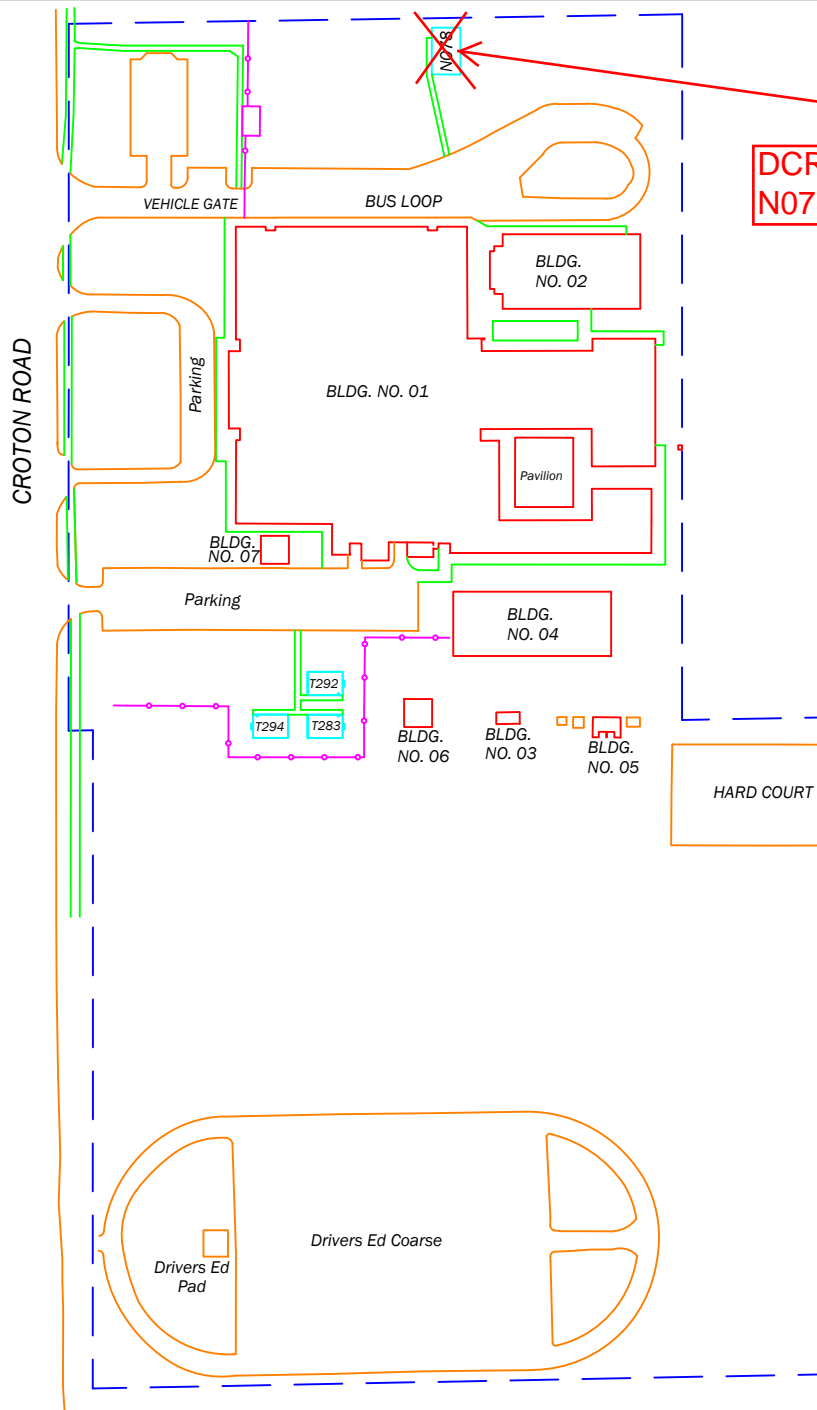 DCR
N07
VEHICLE GATE
BUS LOOP
BLDG.
NO. 02
CROTON ROAD
Parking
BLDG. NO. 01
Pavilion
BLDG.
NO. 07
Parking
BLDG.
NO. 04
T292
T294
T283
BLDG.
NO. 06
BLDG.
NO. 03
BLDG.
NO. 05
HARD COURT
Drivers Ed Coarse
Drivers Ed
Pad